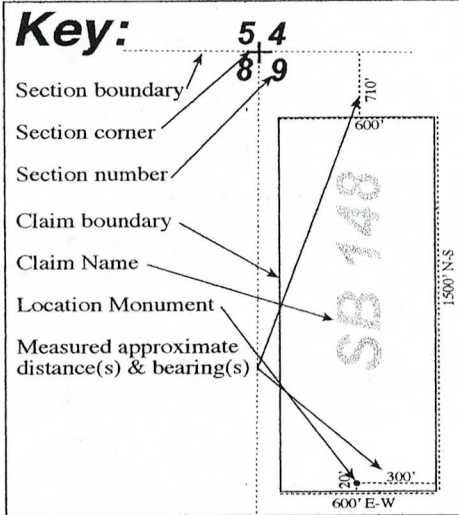 Key:
5 4
8 9
Section boundary
Section corner
Section number
Claim boundary
Claim Name
Location Monument
Measured approximate
distance(s) & bearing(s)
710'
600'
SB 148
1500' N-S
20'
300'
600' E-W